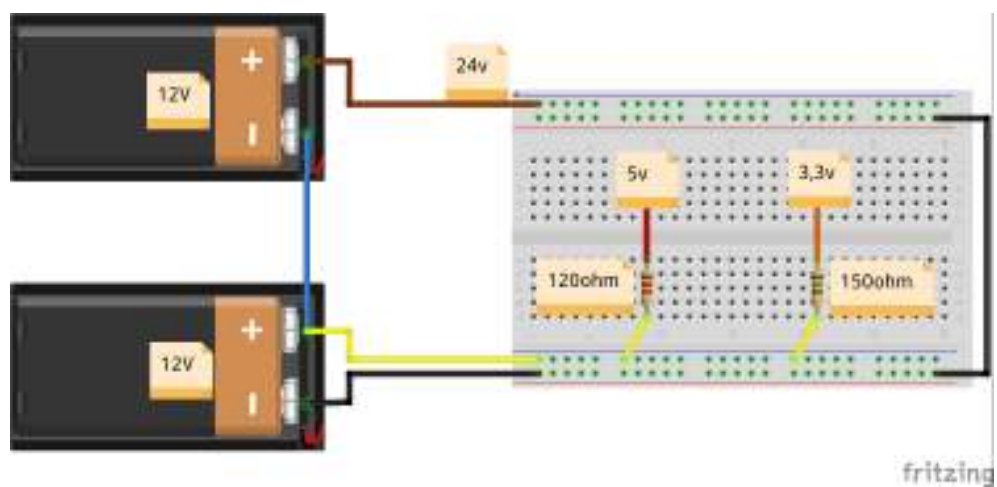 24v
12V
+
5v
3,3v
−
120ohm
150ohm
+
12V
−
fritzing